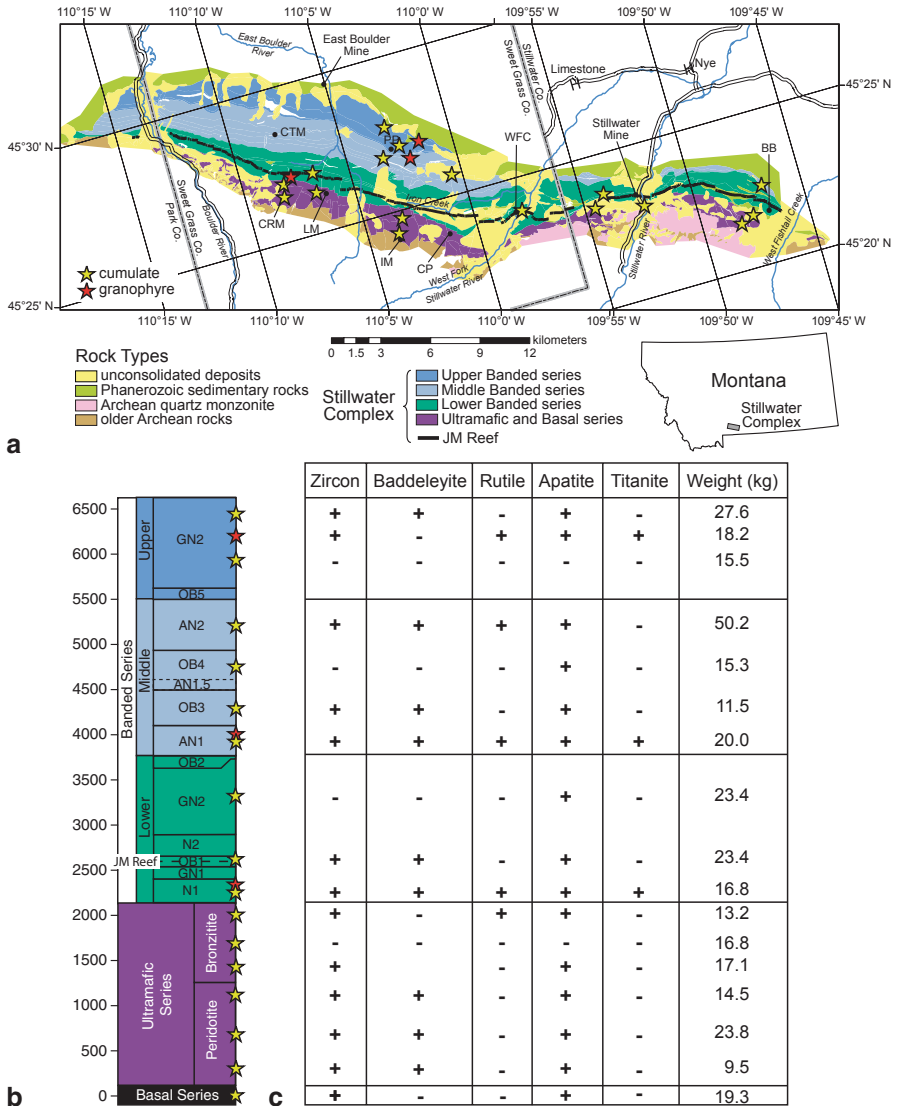 110°15' W
110°10' W
110°05' W
110°00' W
109°55' W
109°50' W
109°45' W
East Boulder River
East Boulder Mine
Stillwater Co.
Sweet Grass Co.
Limestone
Nye
45°25' N
45°30' N
CTM
PB
WFC
Stillwater Mine
BB
Iron Creek
Sweet Grass Co.
Park Co.
Boulder River
CRM
LM
IM
CP
West Fork
Stillwater River
Stillwater River
West Fishtail Creek
45°20' N
cumulate
granophyre
45°25' N
110°15' W
110°10' W
110°05' W
110°00' W
109°55' W
109°50' W
109°45' W
kilometers
0 1.5 3 6 9 12
Rock Types
unconsolidated deposits
Phanerozoic sedimentary rocks
Archean quartz monzonite
older Archean rocks
Stillwater Complex
Upper Banded series
Middle Banded series
Lower Banded series
Ultramafic and Basal series
JM Reef
Montana
Stillwater Complex
a
Zircon Baddeleyite Rutile Apatite Titanite Weight (kg)
+ + - + - 27.6
+ - + + + 18.2
- - - - - 15.5
+ + + + - 50.2
- - - + - 15.3
+ + - + - 11.5
+ + + + + 20.0
- - - + - 23.4
+ + - + - 23.4
+ + + + + 16.8
+ - + + - 13.2
- - - - - 16.8
+ - + - 17.1
+ + - + - 14.5
+ + - + - 23.8
+ + - + - 9.5
+ - - + - 19.3
6500
6000
5500
5000
4500
4000
3500
3000
2500
2000
1500
1000
500
0
Banded Series
Upper
Middle
Lower
GN2
OB5
AN2
OB4
AN1.5
OB3
AN1
OB2
GN2
N2
JM Reef
OB1
GN1
N1
Ultramafic Series
Bronzitite
Peridotite
Basal Series
b
c